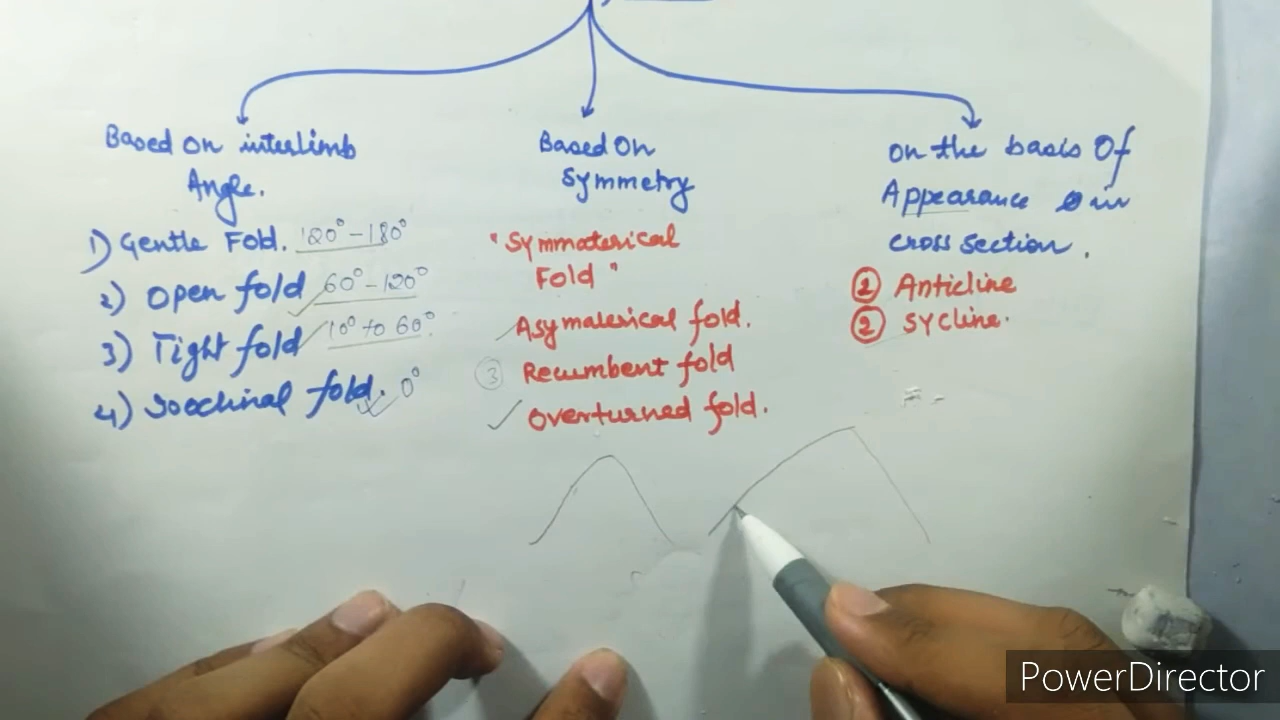 Based on interlimb
Angle.
1) Gentle Fold. 120°-180°
2) Open fold 60°-120°
3) Tight fold 10° to 60°
4) Isoclinal fold. 0°
Based On
Symmetry
"Symmaterical
Fold"
Asymaterical fold.
3 Recumbent fold
Overturned fold.
On the basis Of
Appearance in
cross section.
1 Anticline
2 Sycline.
PowerDirector